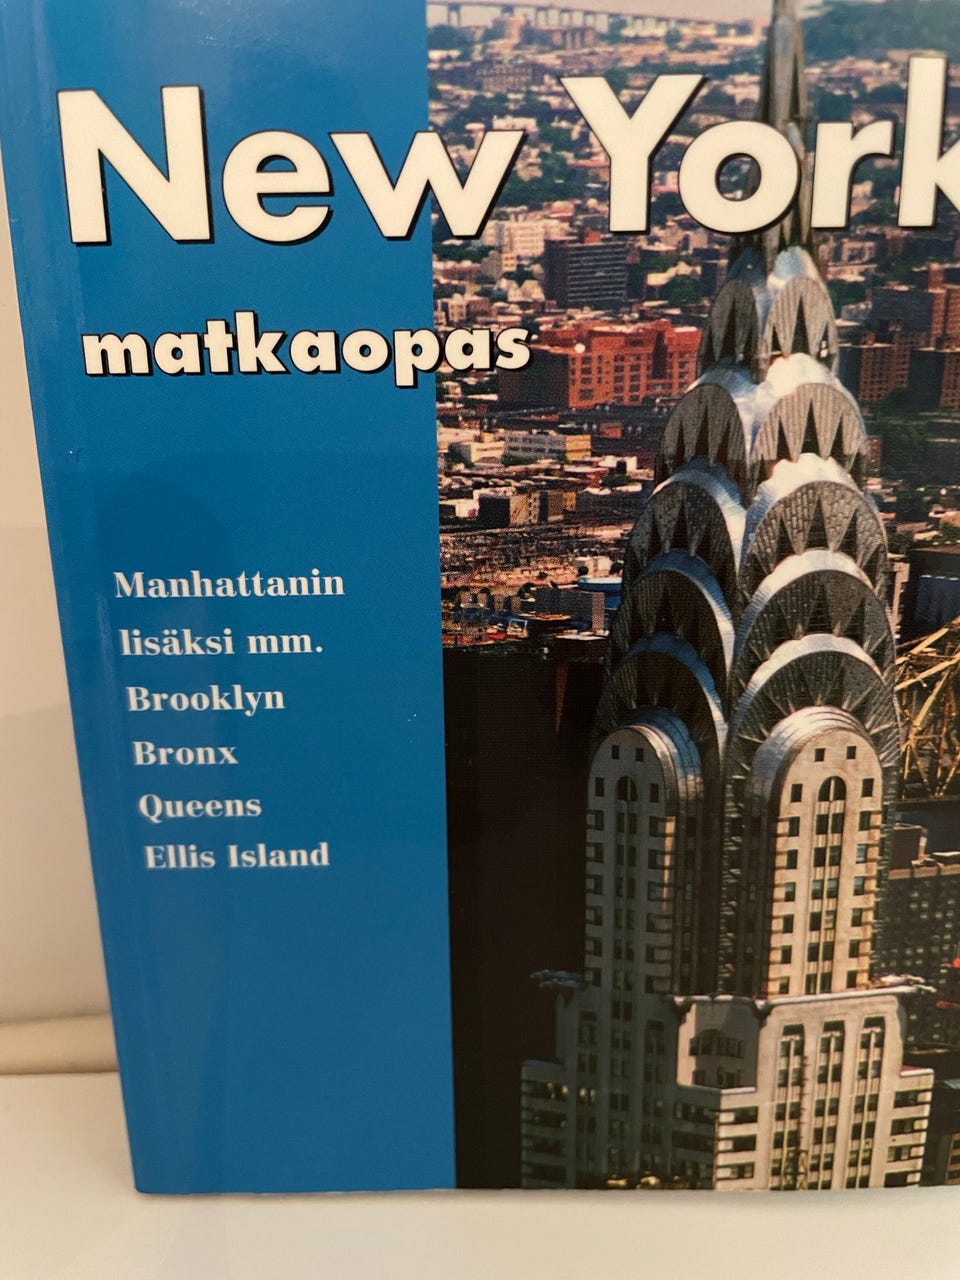 New York
matkaopas
Manhattanin
lisäksi mm.
Brooklyn
Bronx
Queens
Ellis Island